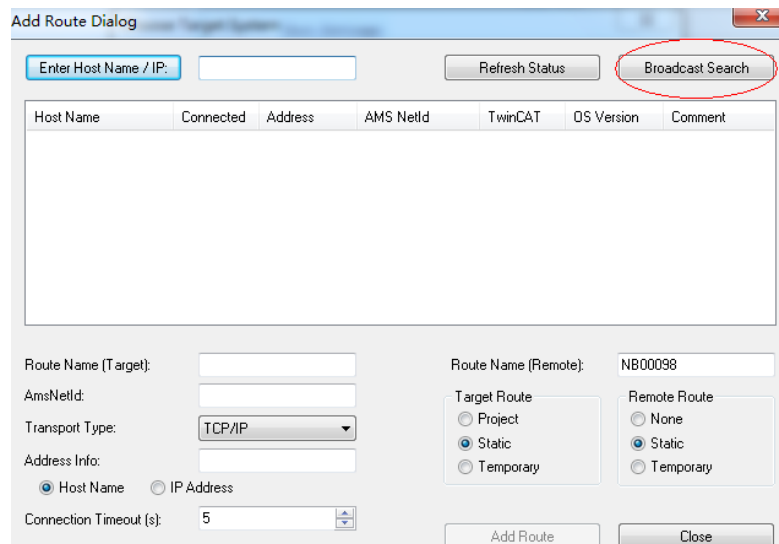 Add Route Dialog
Enter Host Name / IP: Refresh Status Broadcast Search
Host Name Connected Address AMS NetId TwinCAT OS Version Comment
Route Name (Target): Route Name (Remote): NB00098
AmsNetId: Target Route Remote Route
Project None
Transport Type: TCP/IP
Static Static
Address Info: Temporary Temporary
Host Name IP Address
Connection Timeout (s): 5
Add Route Close